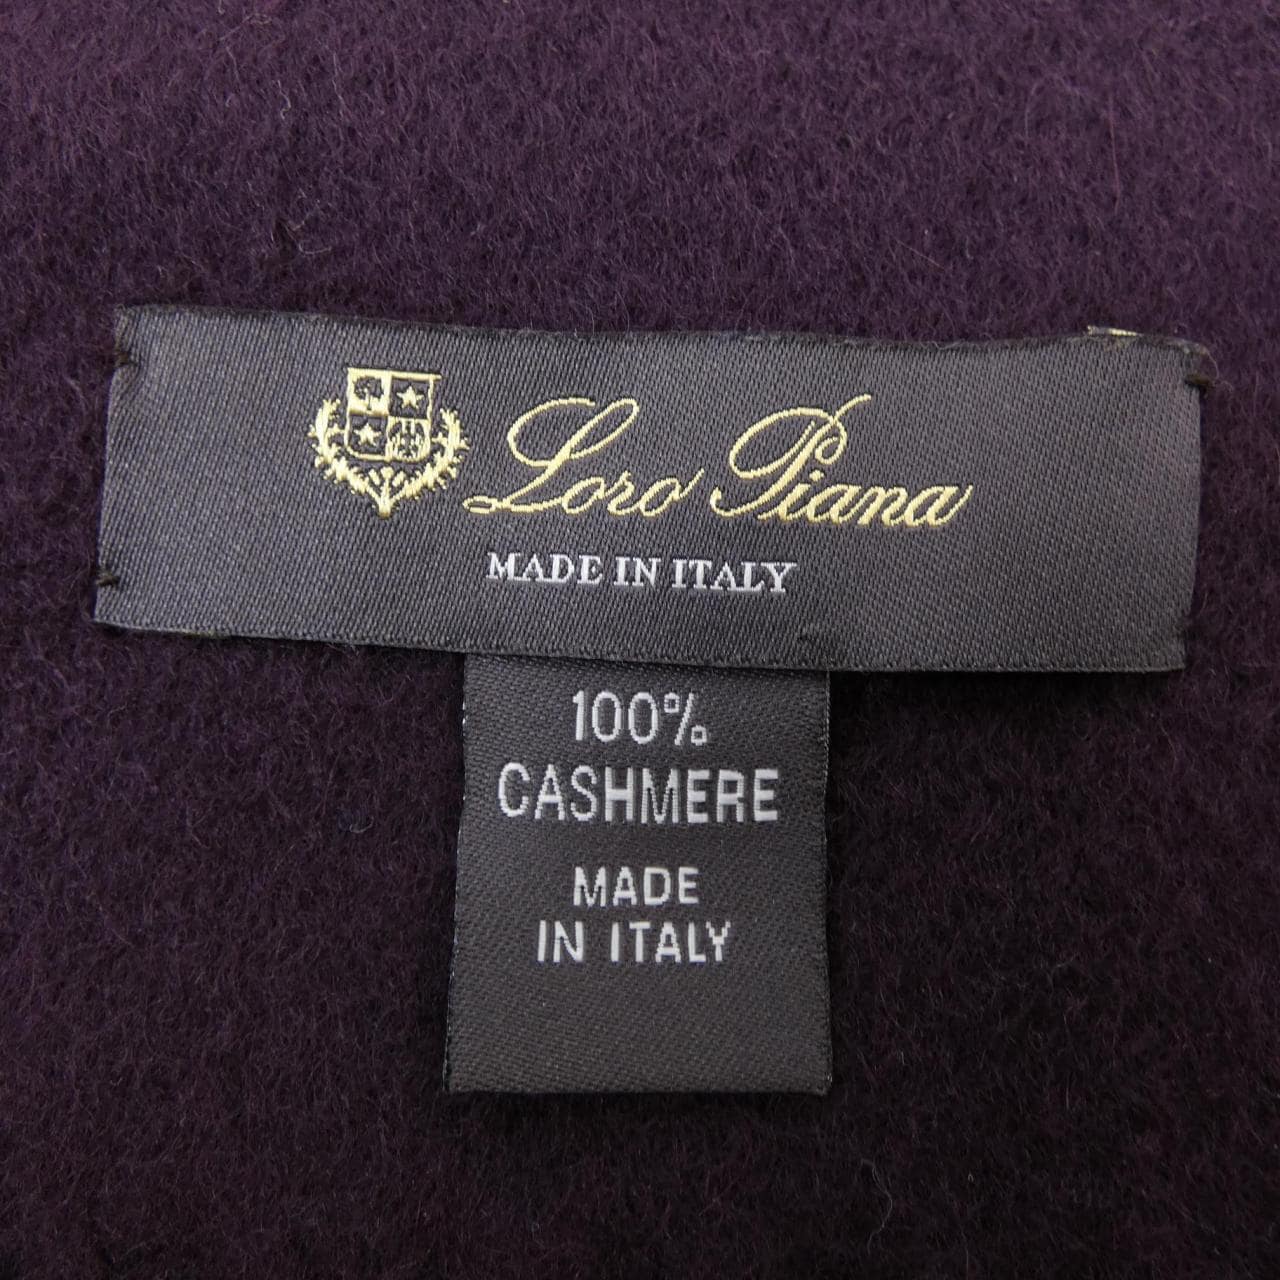 Loro Piana
MADE IN ITALY
100%
CASHMERE
MADE
IN ITALY